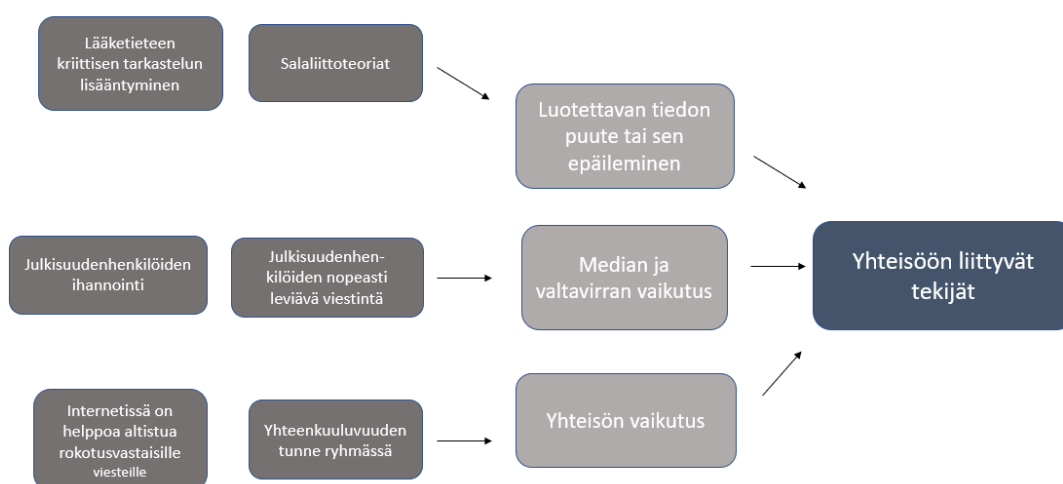 Lääketieteen
kriittisen tarkastelun
lisääntyminen
Salaliittoteoriat
Luotettavan tiedon
puute tai sen
epäileminen
Julkisuudenhenkilöiden
ihannointi
Julkisuudenhen-
kilöiden nopeasti
leviävä viestintä
Median ja
valtavirran vaikutus
Yhteisöön liittyvät
tekijät
Internetissä on
helppoa altistua
rokotusvastaisille
viesteille
Yhteenkuuluvuuden
tunne ryhmässä
Yhteisön vaikutus